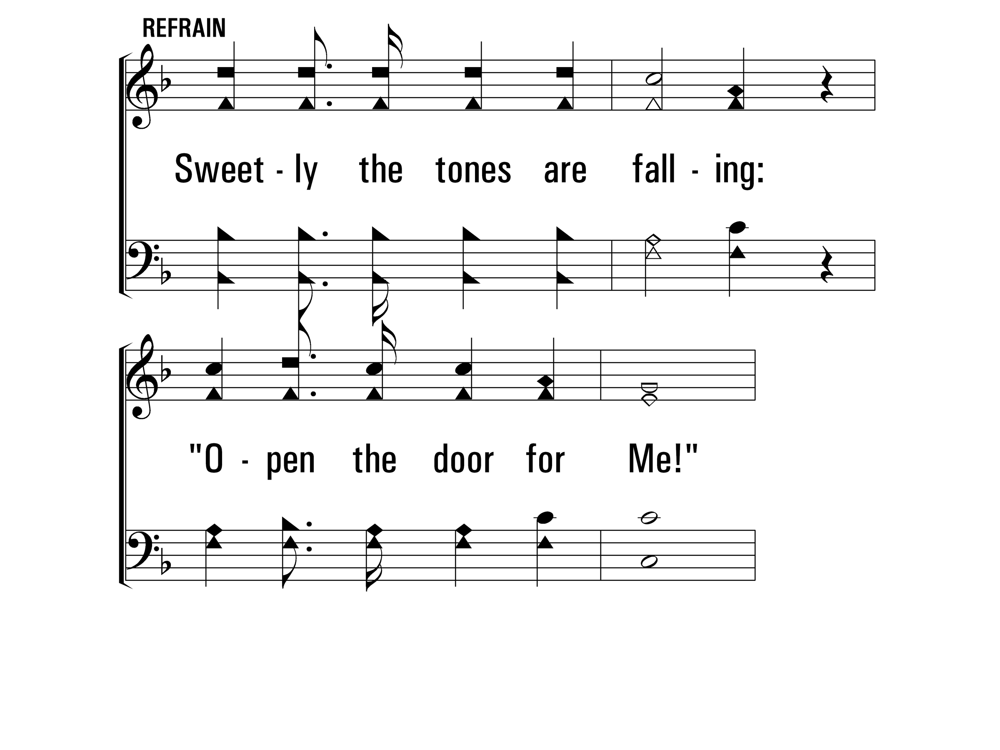 REFRAIN
Sweet - ly the tones are fall - ing:
"O - pen the door for Me!"